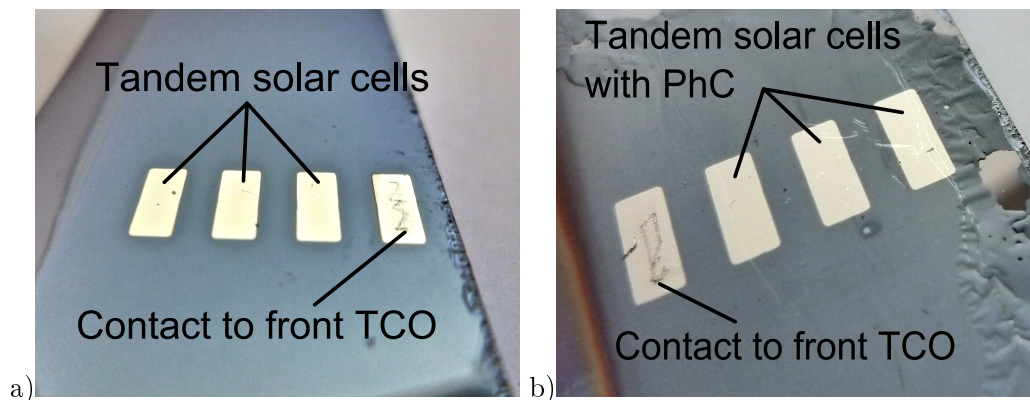 Tandem solar cells
Contact to front TCO
a)
Tandem solar cells
with PhC
Contact to front TCO
b)